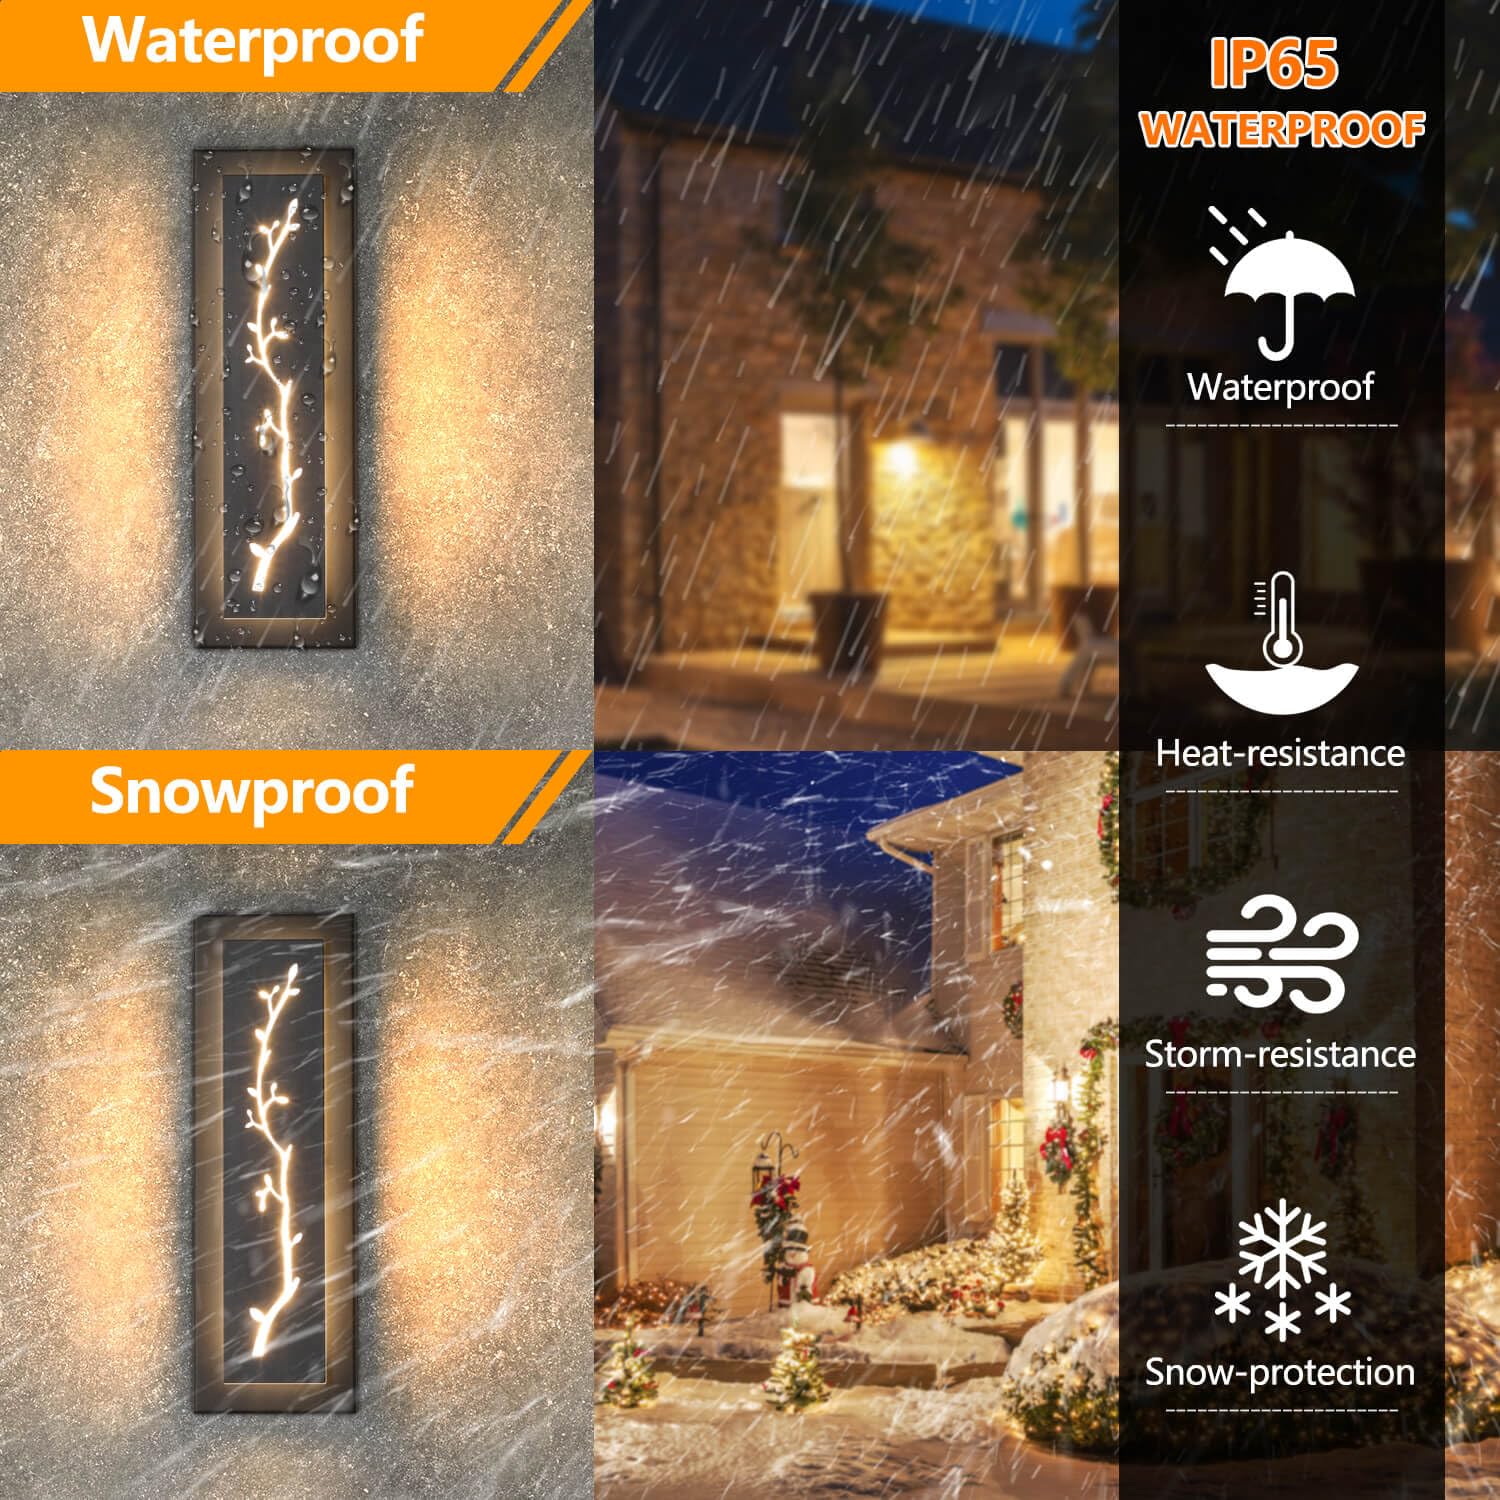 Waterproof
IP65
WATERPROOF
Waterproof
Heat-resistance
Snowproof
Storm-resistance
Snow-protection